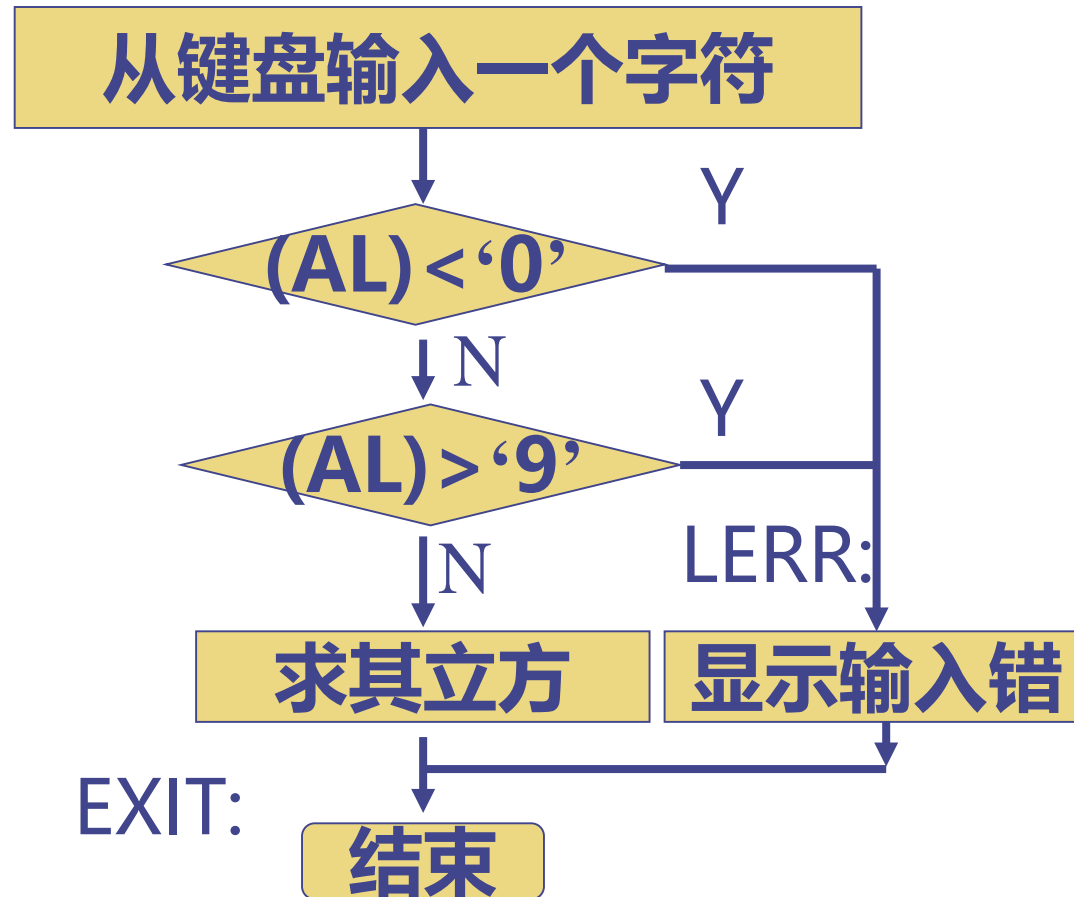 从键盘输入一个字符
Y
(AL)<‘0’
N
Y
(AL)>‘9’
N
LERR:
求其立方
显示输入错
EXIT:
结束